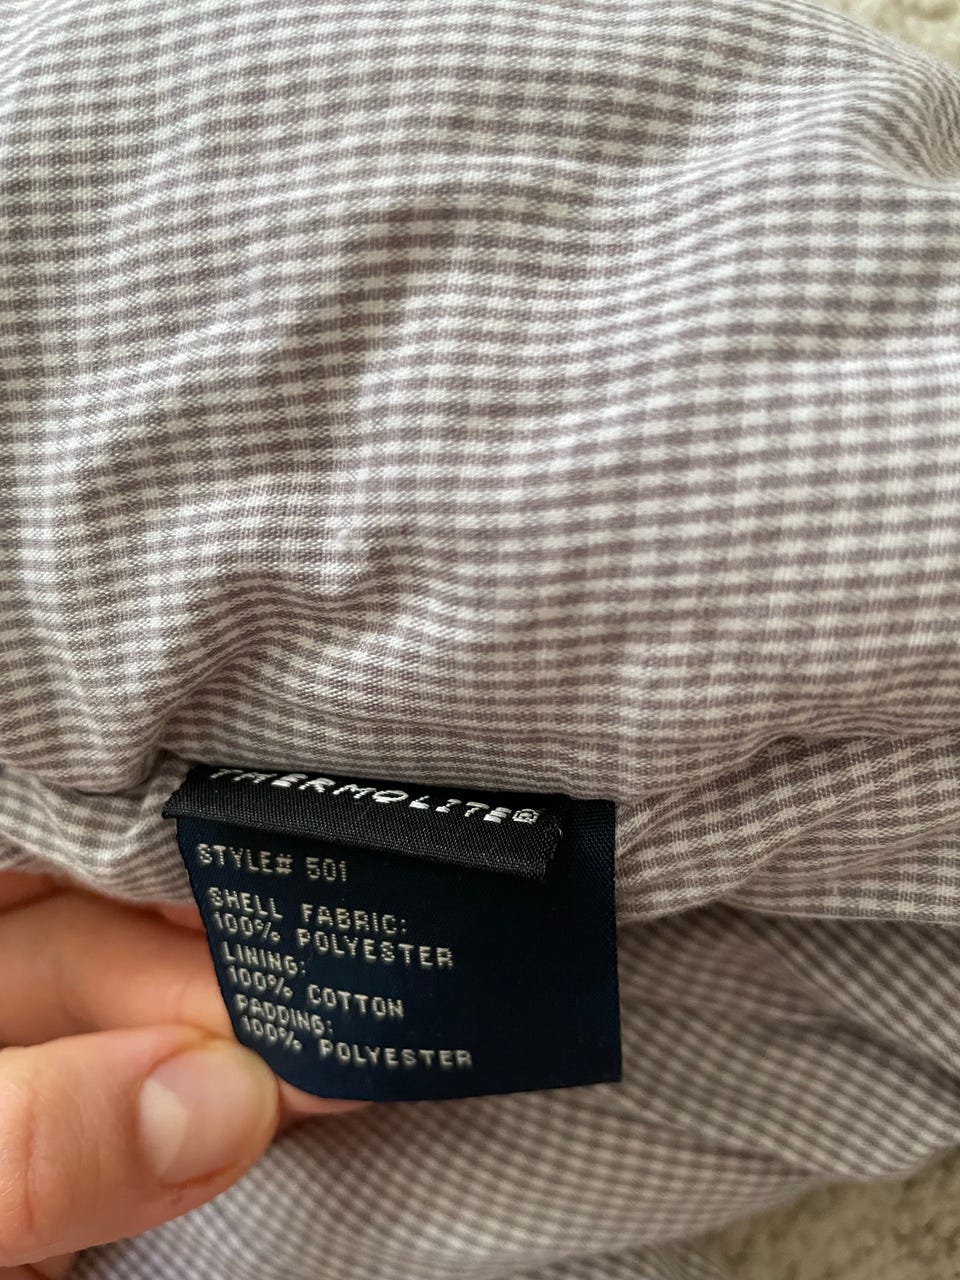 THERMOLITE®
STYLE# 501
SHELL FABRIC:
100% POLYESTER
LINING:
100% COTTON
PADDING:
100% POLYESTER